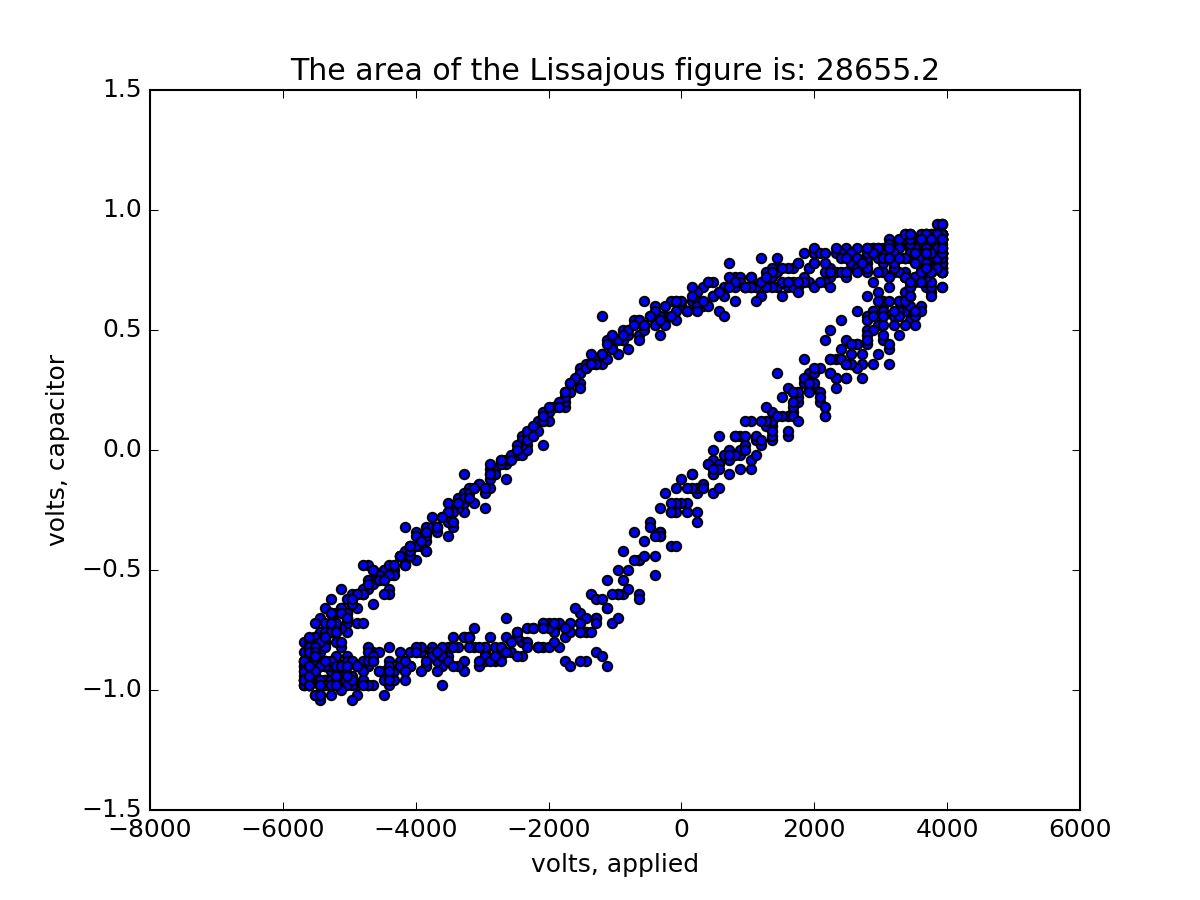 The area of the Lissajous figure is: 28655.2
1.5
1.0
0.5
0.0
−0.5
−1.0
−1.5
volts, capacitor
−8000 −6000 −4000 −2000 0 2000 4000 6000
volts, applied